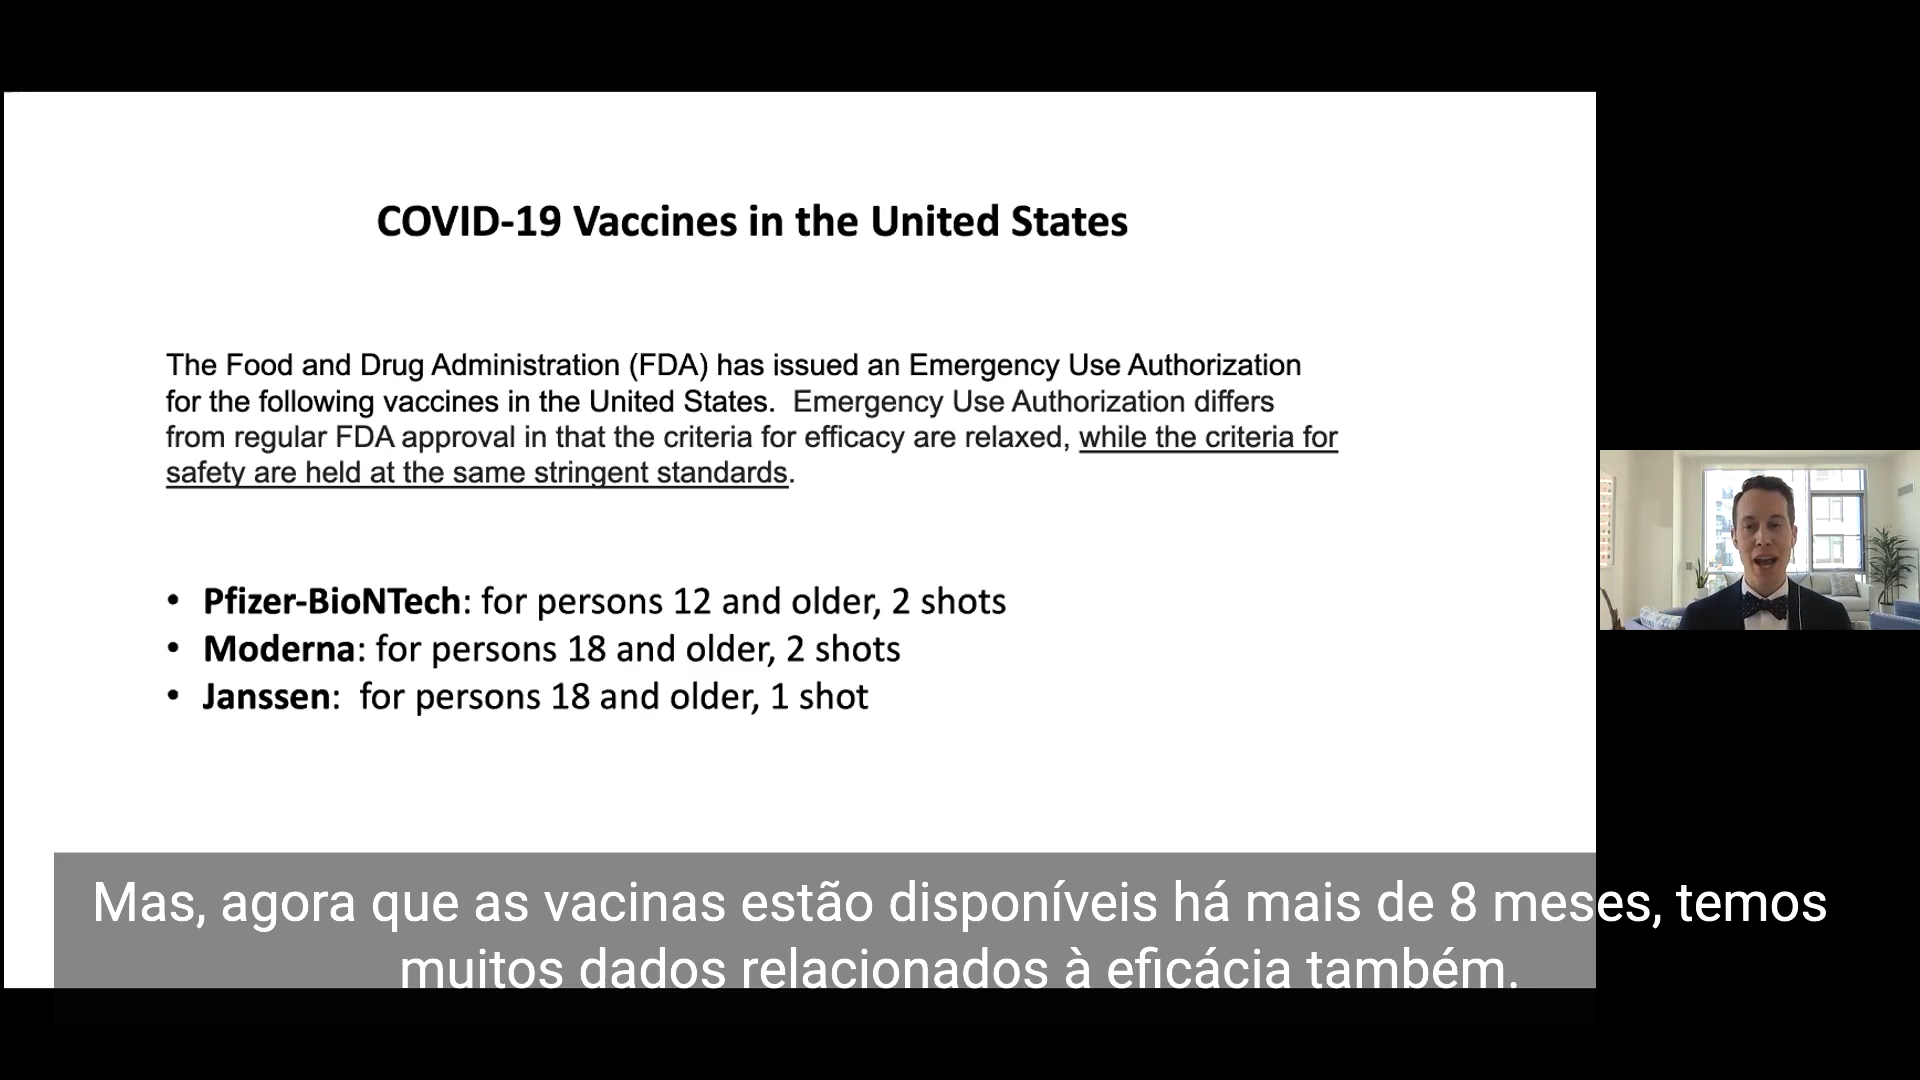 COVID-19 Vaccines in the United States
The Food and Drug Administration (FDA) has issued an Emergency Use Authorization
for the following vaccines in the United States.  Emergency Use Authorization differs
from regular FDA approval in that the criteria for efficacy are relaxed, while the criteria for
safety are held at the same stringent standards.
• Pfizer-BioNTech: for persons 12 and older, 2 shots
• Moderna: for persons 18 and older, 2 shots
• Janssen:  for persons 18 and older, 1 shot
Mas, agora que as vacinas estão disponíveis há mais de 8 meses, temos
muitos dados relacionados à eficácia também.